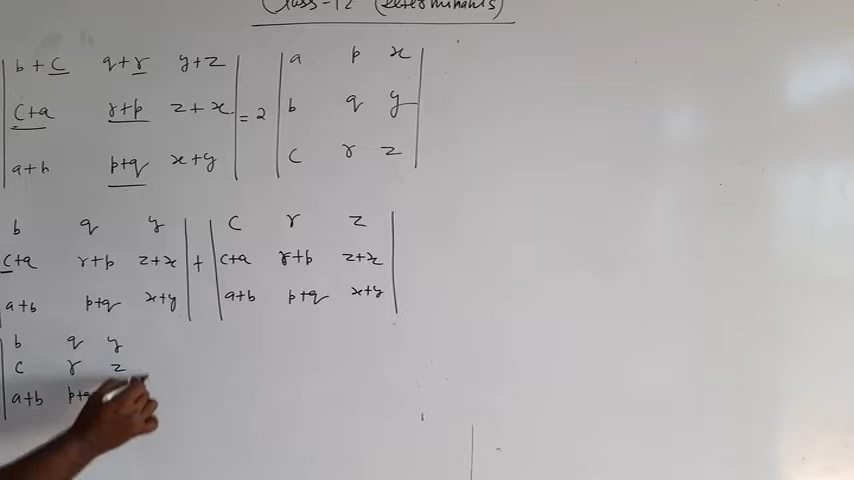 Class-12 (Determinants)
| b+c q+r y+z | | a p x |
| c+a r+p z+x | = 2 | b q y |
| a+b p+q x+y | | c r z |
| b q y | | c r z |
| c+a r+p z+x | + | c+a r+p z+x |
| a+b p+q x+y | | a+b p+q x+y |
| b q y
| c r z
| a+b p+q